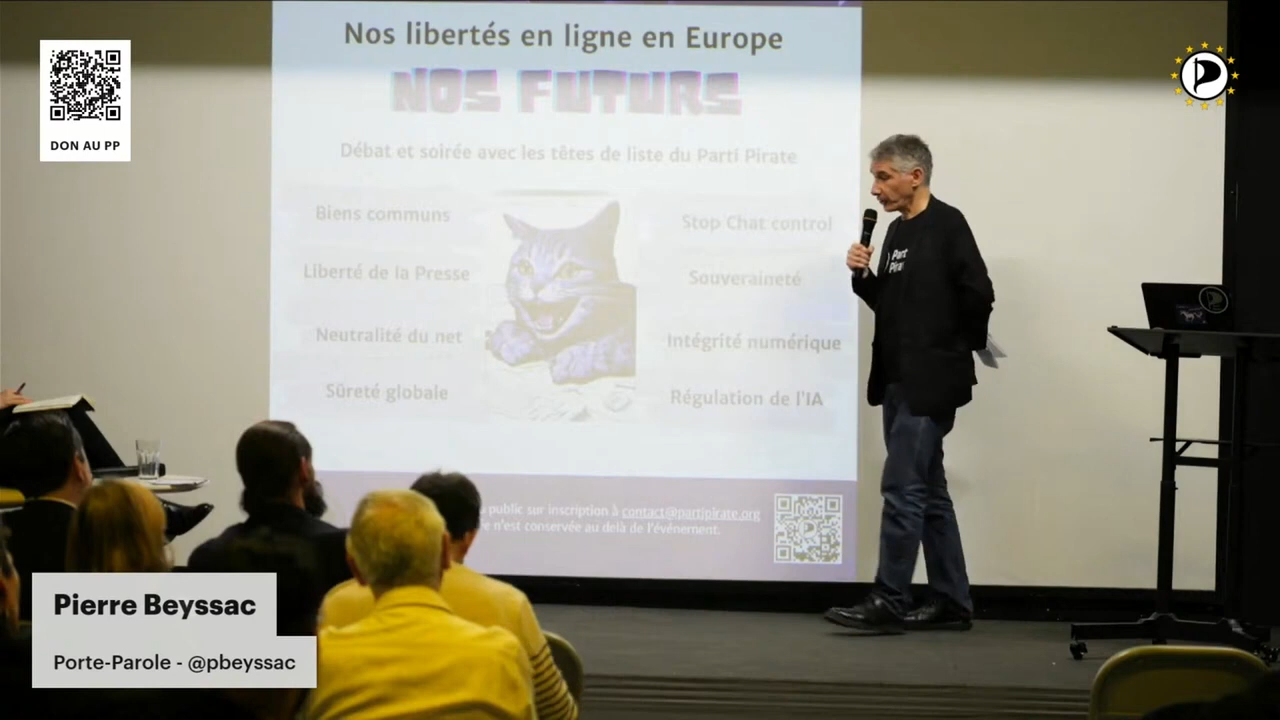 DON AU PP
Nos libertés en ligne en Europe
NOS FUTURS
Débat et soirée avec les têtes de liste du Parti Pirate
Biens communs
Stop Chat control
Liberté de la Presse
Souveraineté
Neutralité du net
Intégrité numérique
Sûreté globale
Régulation de l'IA
public sur inscription à contact@partipirate.org
n'est conservée au delà de l'événement.
Pierre Beyssac
Porte-Parole - @pbeyssac